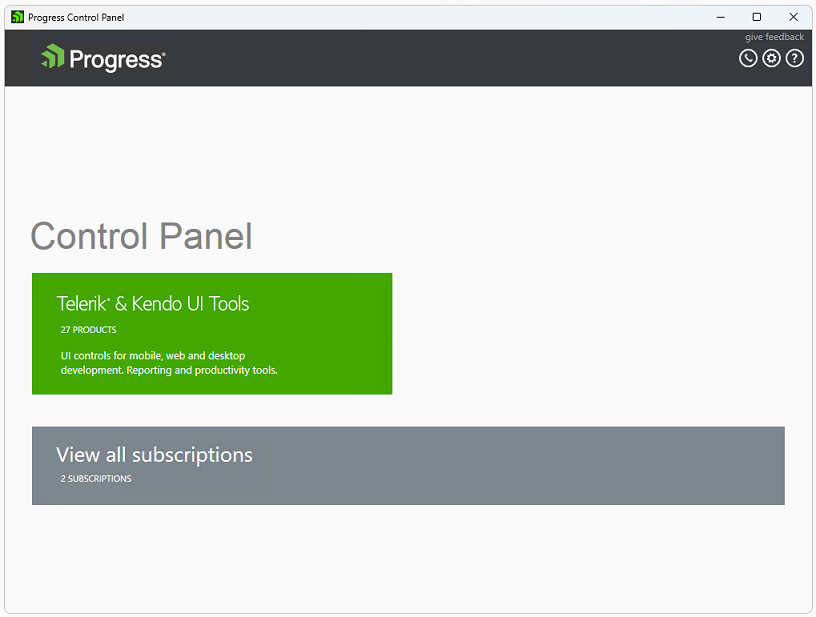 Progress Control Panel
give feedback
Progress®
Control Panel
Telerik® & Kendo UI Tools
27 PRODUCTS
UI controls for mobile, web and desktop
development. Reporting and productivity tools.
View all subscriptions
2 SUBSCRIPTIONS